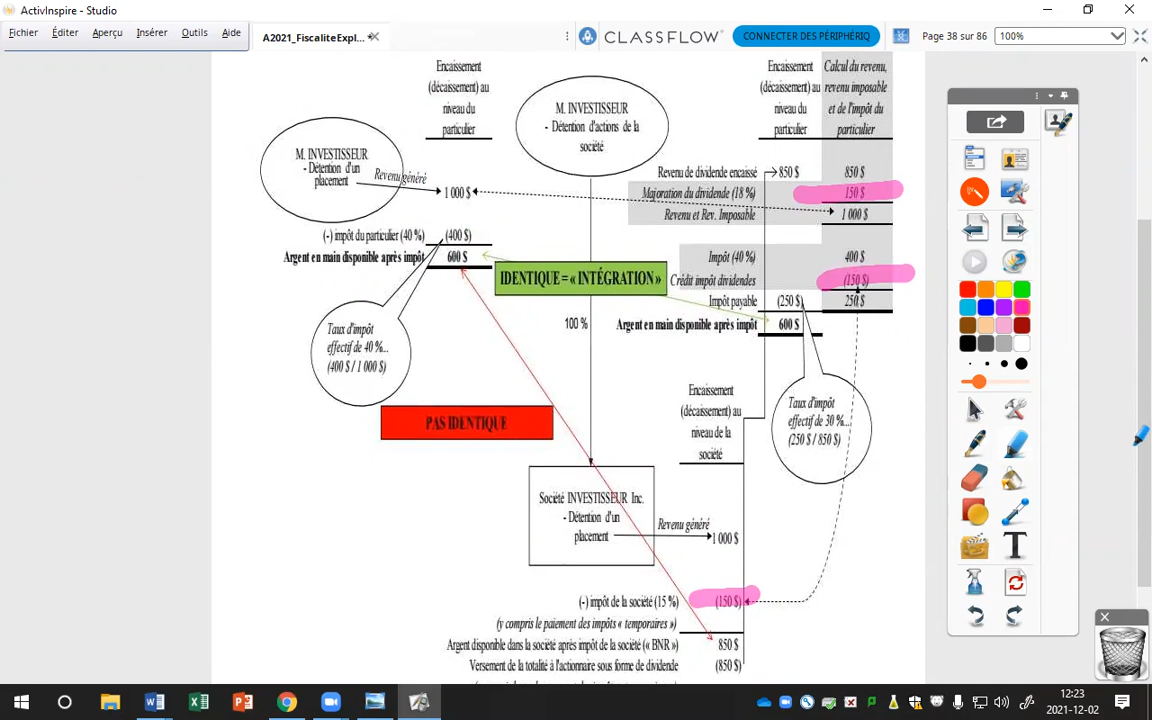 ActivInspire - Studio
Fichier Éditer Aperçu Insérer Outils Aide
A2021_FiscaliteExpl...
CLASSFLOW
CONNECTER DES PÉRIPHÉRIQ
Page 38 sur 86
100%
Encaissement
(décaissement) au
niveau du
particulier
M. INVESTISSEUR
- Détention d'actions de la
société
Encaissement
(décaissement) au
niveau du
particulier
Calcul du revenu,
revenu imposable
et de l'impôt du
particulier
M. INVESTISSEUR
- Détention d'un
placement
Revenu généré
1 000 $
Revenu de dividende encaissé 850 $ 850 $
Majoration du dividende (18 %) 150 $
Revenu et Rev. Imposable 1 000 $
(-) impôt du particulier (40 %) (400 $)
Argent en main disponible après impôt 600 $
IDENTIQUE = « INTÉGRATION »
Impôt (40 %) 400 $
Crédit impôt dividendes (150 $)
Impôt payable (250 $) 250 $
Argent en main disponible après impôt 600 $
100 %
Taux d'impôt
effectif de 40 %...
(400 $ / 1 000 $)
PAS IDENTIQUE
Encaissement
(décaissement) au
niveau de la
société
Taux d'impôt
effectif de 30 %...
(250 $ / 850 $)
Société INVESTISSEUR Inc.
- Détention d'un
placement
Revenu généré
1 000 $
(-) impôt de la société (15 %) (150 $)
(y compris le paiement des impôts « temporaires »)
Argent disponible dans la société après impôt de la société (« BNR ») 850 $
Versement de la totalité à l'actionnaire sous forme de dividende (850 $)
12:23
2021-12-02